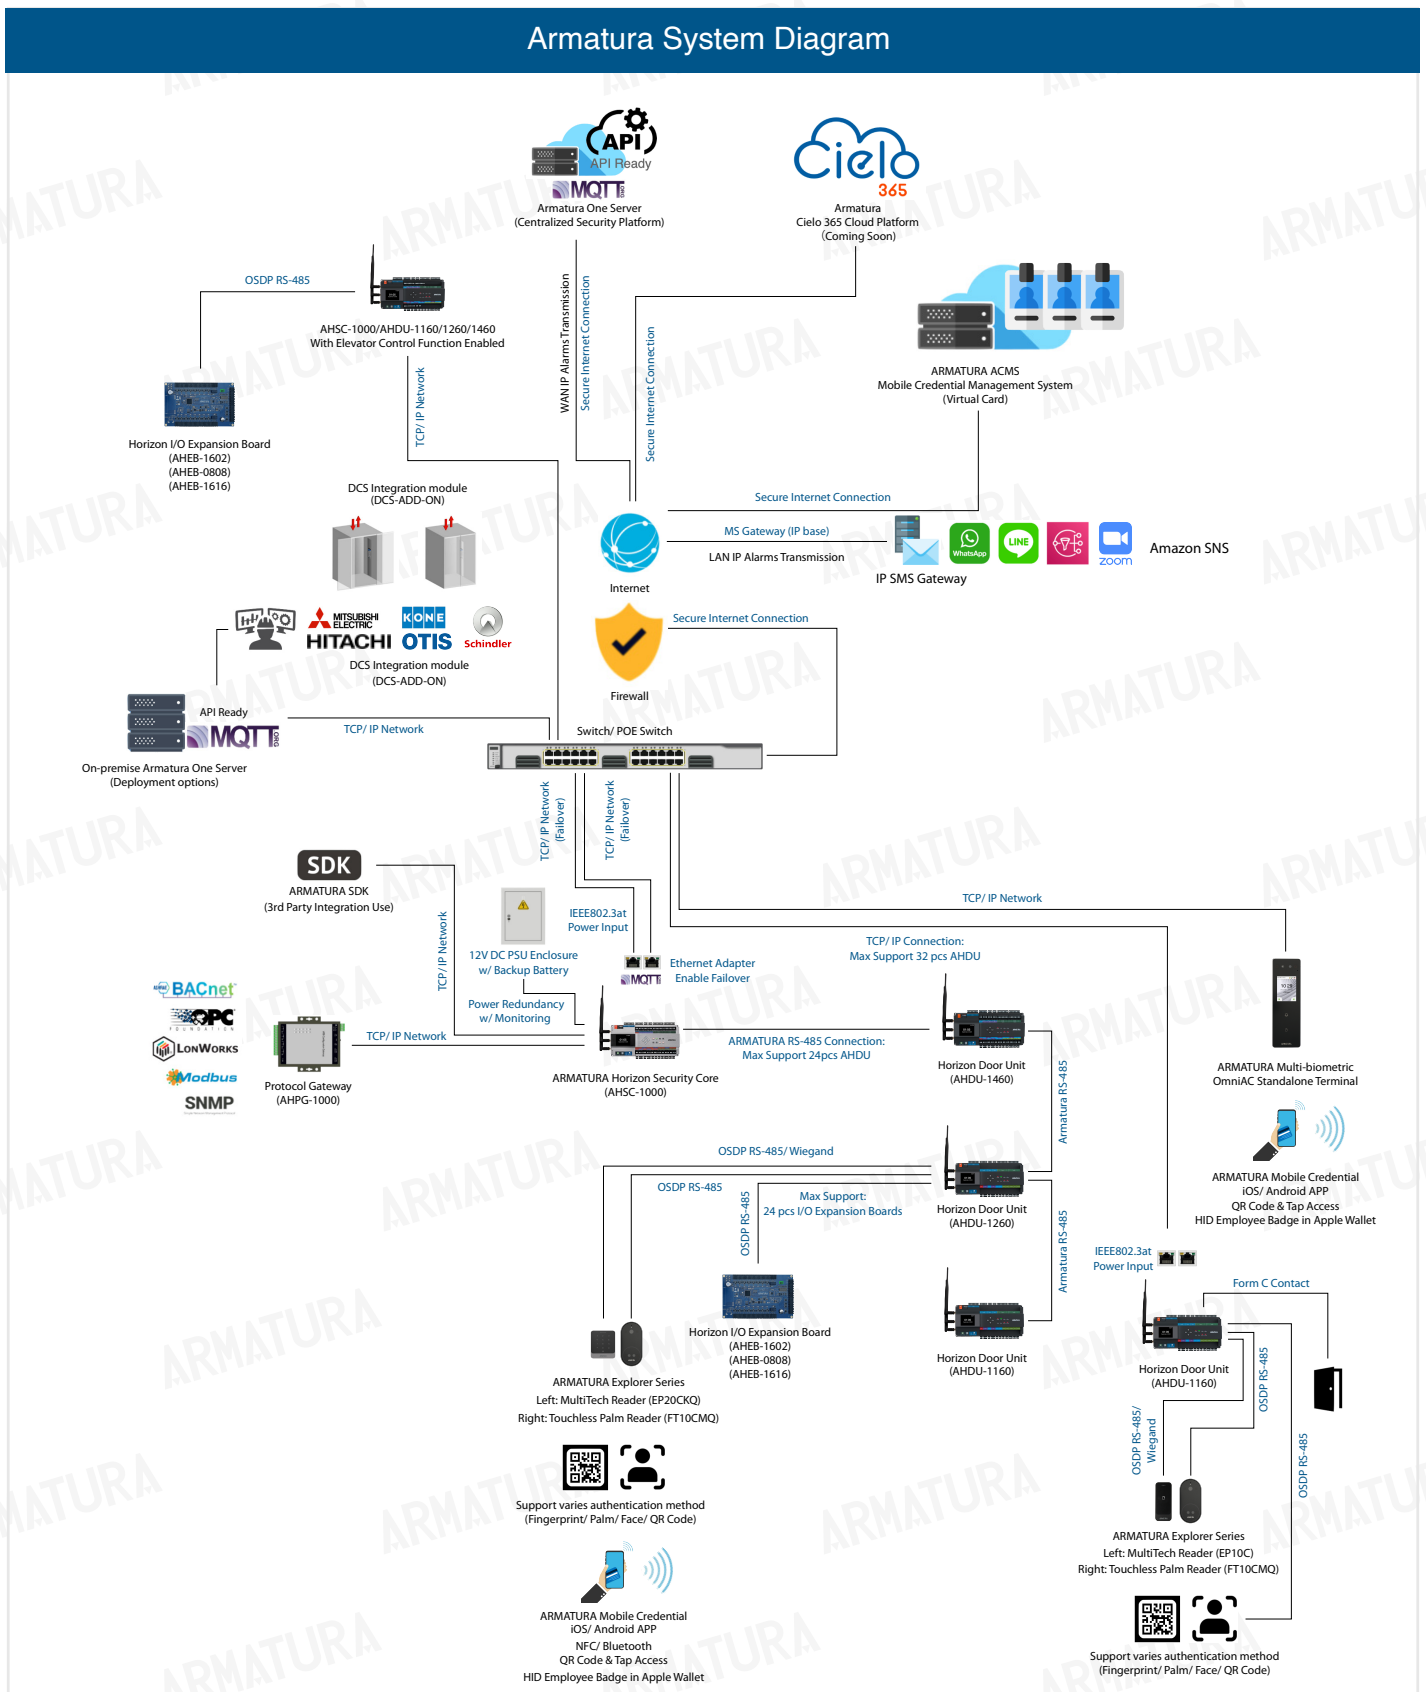 Armatura System Diagram
API
API Ready
MQTT.ORG
Armatura One Server
(Centralized Security Platform)
Cielo
365
Armatura
Cielo 365 Cloud Platform
(Coming Soon)
OSDP RS-485
AHSC-1000/AHDU-1160/1260/1460
With Elevator Control Function Enabled
TCP/ IP Network
WAN IP Alarms Transmission
Secure Internet Connection
Secure Internet Connection
ARMATURA ACMS
Mobile Credential Management System
(Virtual Card)
Horizon I/O Expansion Board
(AHEB-1602)
(AHEB-0808)
(AHEB-1616)
DCS Integration module
(DCS-ADD-ON)
Secure Internet Connection
MS Gateway (IP base)
LAN IP Alarms Transmission
Internet
WhatsApp
LINE
zoom
Amazon SNS
IP SMS Gateway
MITSUBISHI
ELECTRIC
HITACHI
KONE
OTIS
Schindler
DCS Integration module
(DCS-ADD-ON)
Secure Internet Connection
Firewall
API Ready
MQTT.ORG
TCP/ IP Network
On-premise Armatura One Server
(Deployment options)
Switch/ POE Switch
TCP/ IP Network
(Failover)
TCP/ IP Network
(Failover)
SDK
ARMATURA SDK
(3rd Party Integration Use)
TCP/ IP Network
12V DC PSU Enclosure
w/ Backup Battery
Power Redundancy
w/ Monitoring
IEEE802.3at
Power Input
Ethernet Adapter
Enable Failover
MQTT
TCP/ IP Network
TCP/ IP Connection:
Max Support 32 pcs AHDU
BACnet
OPC
FOUNDATION
LONWORKS
Modbus
SNMP
TCP/ IP Network
Protocol Gateway
(AHPG-1000)
ARMATURA Horizon Security Core
(AHSC-1000)
ARMATURA RS-485 Connection:
Max Support 24pcs AHDU
Horizon Door Unit
(AHDU-1460)
Armatura RS-485
ARMATURA Multi-biometric
OmniAC Standalone Terminal
ARMATURA Mobile Credential
iOS/ Android APP
QR Code & Tap Access
HID Employee Badge in Apple Wallet
OSDP RS-485/ Wiegand
OSDP RS-485
OSDP RS-485
Max Support:
24 pcs I/O Expansion Boards
Horizon Door Unit
(AHDU-1260)
Armatura RS-485
Horizon Door Unit
(AHDU-1160)
Horizon I/O Expansion Board
(AHEB-1602)
(AHEB-0808)
(AHEB-1616)
ARMATURA Explorer Series
Left: MultiTech Reader (EP20CKQ)
Right: Touchless Palm Reader (FT10CMQ)
Support varies authentication method
(Fingerprint/ Palm/ Face/ QR Code)
ARMATURA Mobile Credential
iOS/ Android APP
NFC/ Bluetooth
QR Code & Tap Access
HID Employee Badge in Apple Wallet
IEEE802.3at
Power Input
Form C Contact
Horizon Door Unit
(AHDU-1160)
OSDP RS-485/
Wiegand
OSDP RS-485
OSDP RS-485
ARMATURA Explorer Series
Left: MultiTech Reader (EP10C)
Right: Touchless Palm Reader (FT10CMQ)
Support varies authentication method
(Fingerprint/ Palm/ Face/ QR Code)